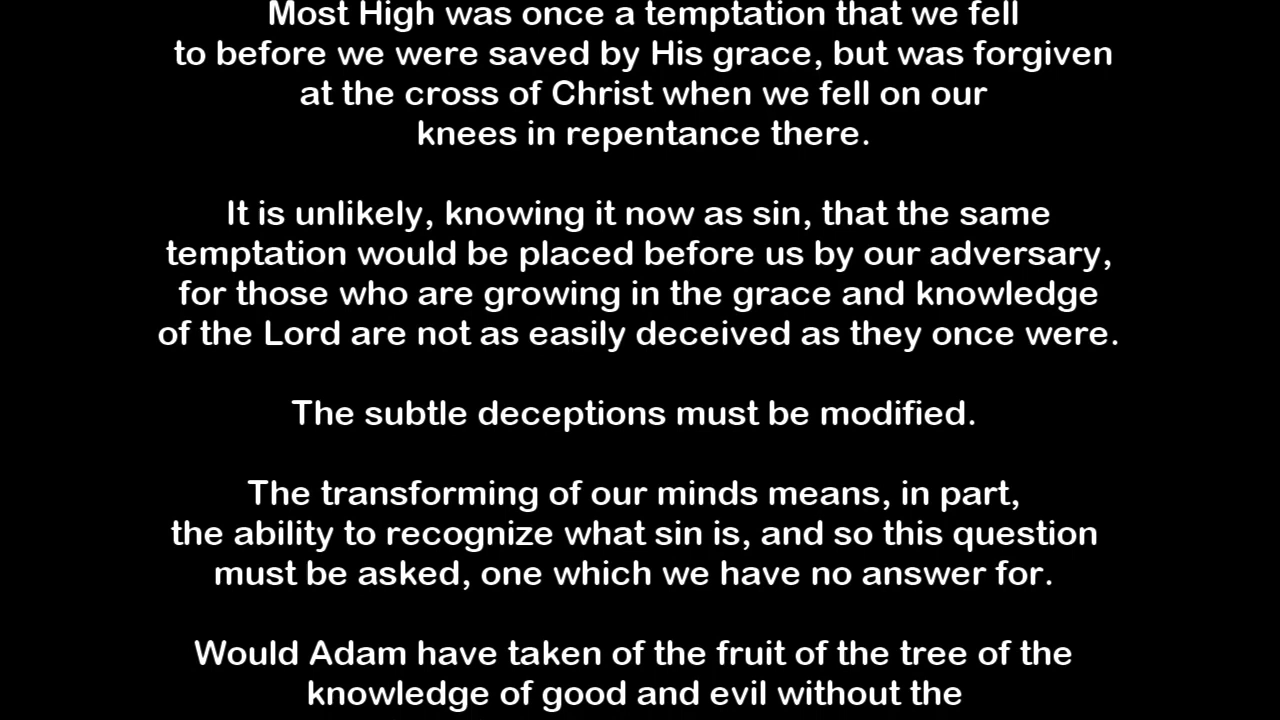 Most High was once a temptation that we fell
to before we were saved by His grace, but was forgiven
at the cross of Christ when we fell on our
knees in repentance there.
It is unlikely, knowing it now as sin, that the same
temptation would be placed before us by our adversary,
for those who are growing in the grace and knowledge
of the Lord are not as easily deceived as they once were.
The subtle deceptions must be modified.
The transforming of our minds means, in part,
the ability to recognize what sin is, and so this question
must be asked, one which we have no answer for.
Would Adam have taken of the fruit of the tree of the
knowledge of good and evil without the